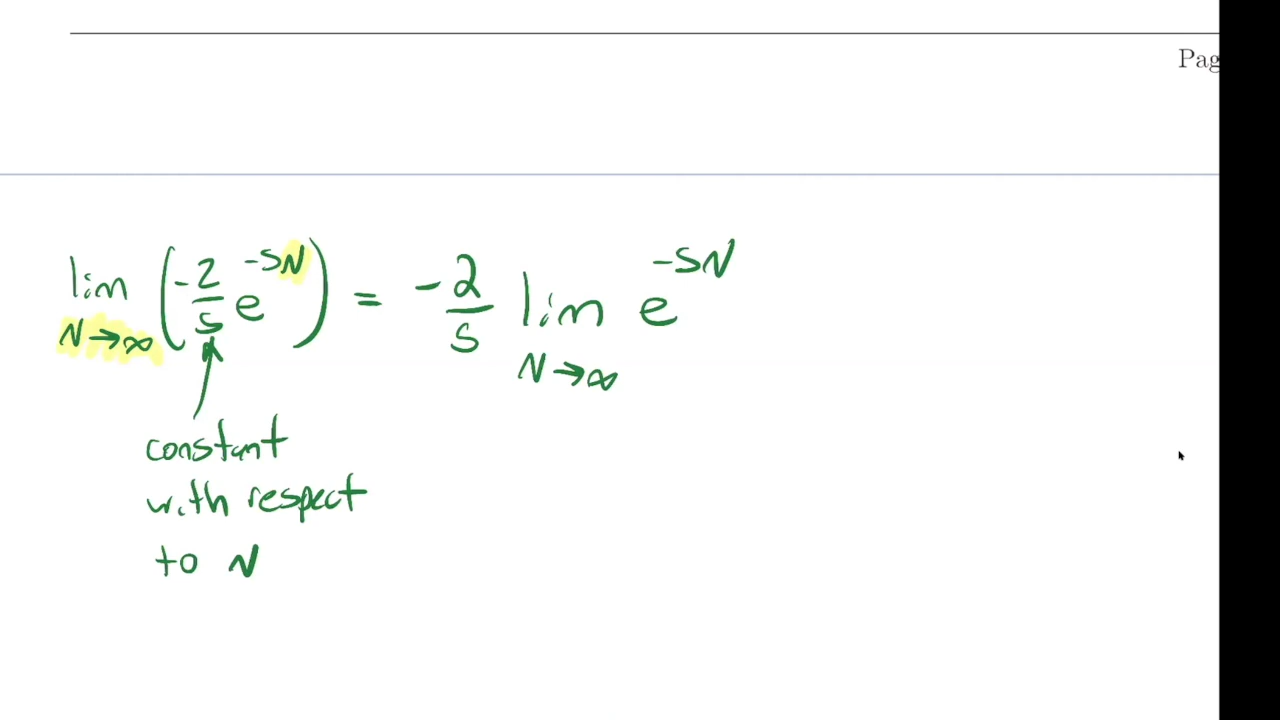 Pag
lim N→∞ (-2/s e^{-sN}) = -2/s lim N→∞ e^{-sN}
constant
with respect
to N